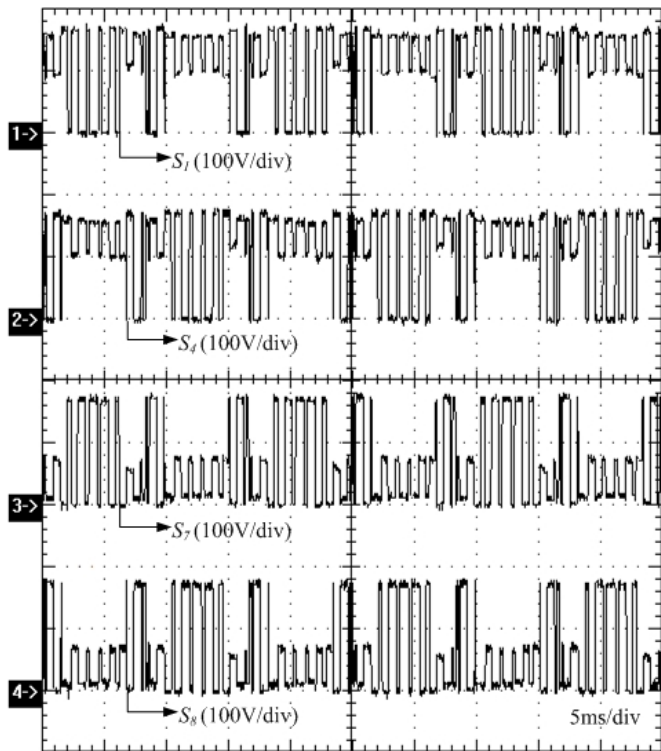 1->
S1 (100V/div)
2->
S4 (100V/div)
3->
S7 (100V/div)
4->
S8 (100V/div)
5ms/div